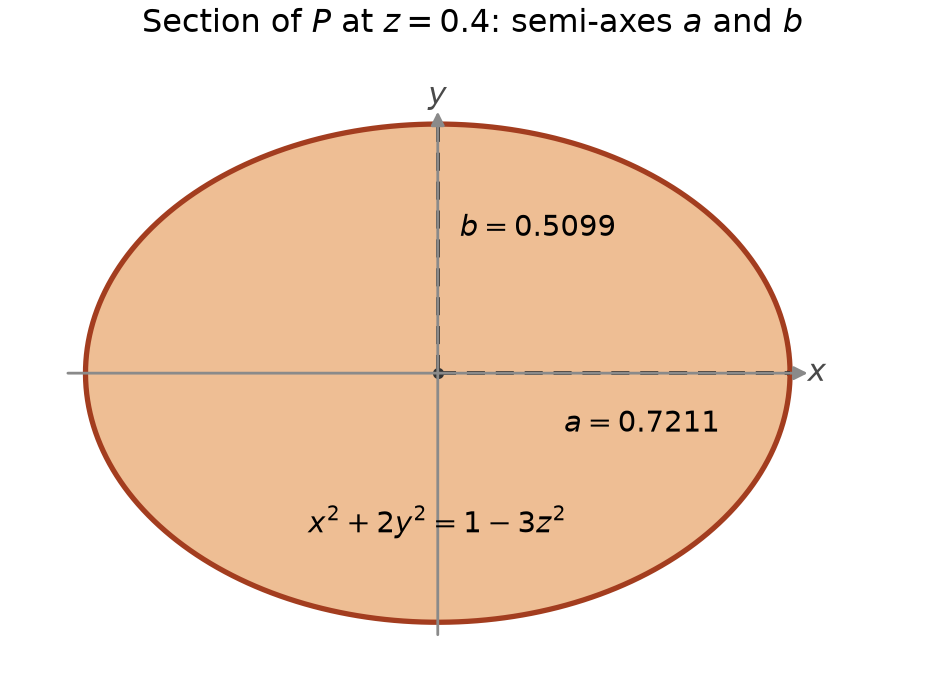 Section of P at z = 0.4: semi-axes a and b
y
b = 0.5099
x
a = 0.7211
x² + 2y² = 1 − 3z²